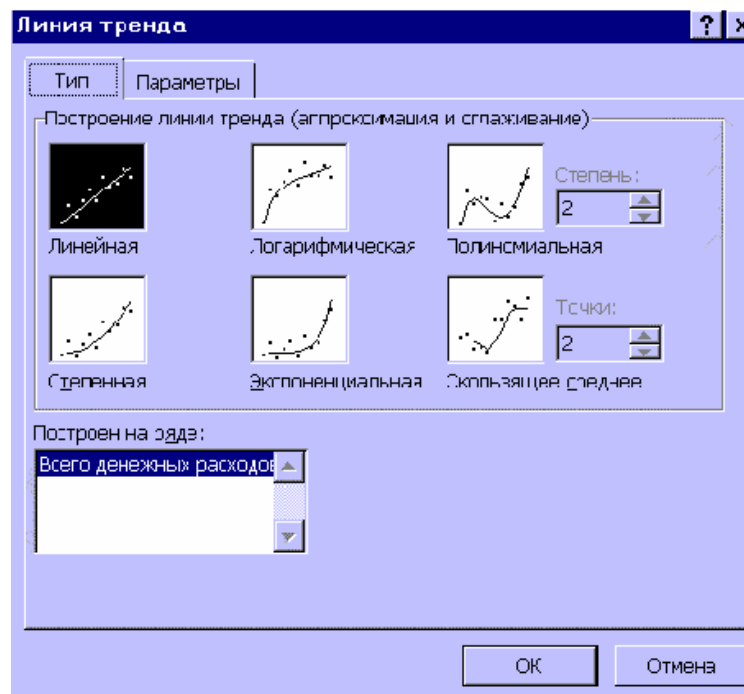 Линия тренда
Тип Параметры
Построение линии тренда (аппроксимация и сглаживание)
Степень:
2
Линейная Логарифмическая Полиномиальная
Точки:
2
Степенная Экспоненциальная Скользящее среднее
Построен на ряде:
Всего денежных расходов
ОК Отмена